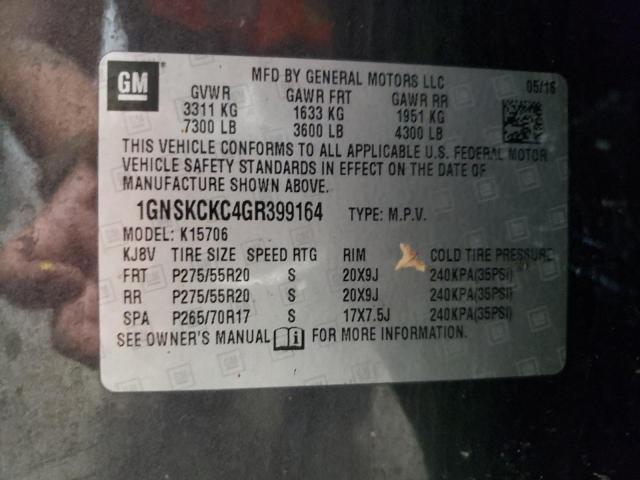 GM
MFD BY GENERAL MOTORS LLC 05/16
GVWR GAWR FRT GAWR RR
3311 KG 1633 KG 1951 KG
7300 LB 3600 LB 4300 LB
THIS VEHICLE CONFORMS TO ALL APPLICABLE U.S. FEDERAL MOTOR
VEHICLE SAFETY STANDARDS IN EFFECT ON THE DATE OF
MANUFACTURE SHOWN ABOVE.
1GNSKCKC4GR399164 TYPE: M.P.V.
MODEL: K15706
KJ8V TIRE SIZE SPEED RTG RIM COLD TIRE PRESSURE
FRT P275/55R20 S 20X9J 240KPA(35PSI)
RR P275/55R20 S 20X9J 240KPA(35PSI)
SPA P265/70R17 S 17X7.5J 240KPA(35PSI)
SEE OWNER'S MANUAL i FOR MORE INFORMATION.